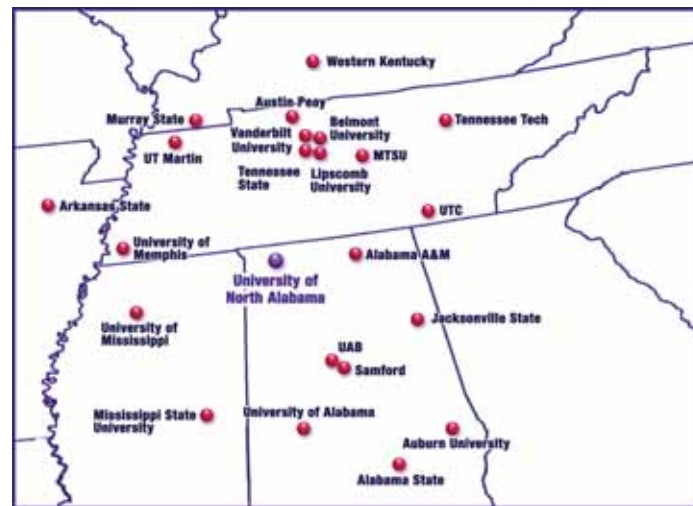 Western Kentucky
Austin Peay
Murray State
Belmont
University
Tennessee Tech
Vanderbilt
University
UT Martin
MTSU
Tennessee
State
Lipscomb
University
Arkansas State
UTC
University of
Memphis
Alabama A&M
University of
North Alabama
University of
Mississippi
Jacksonville State
UAB
Samford
Mississippi State
University
University of Alabama
Auburn University
Alabama State